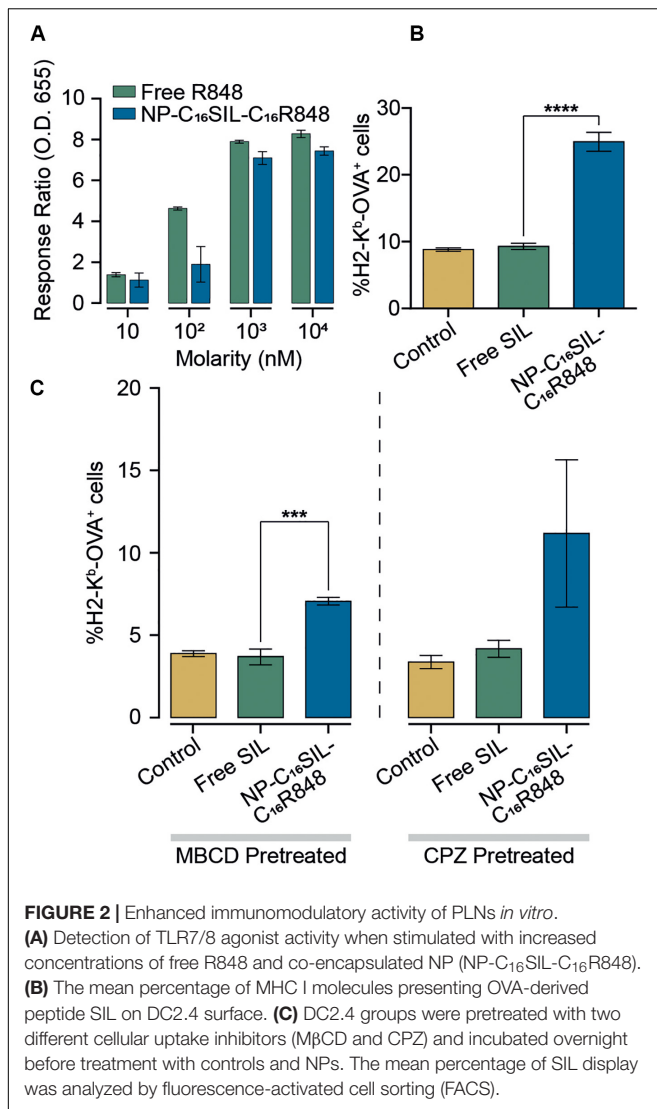 A
Response Ratio (O.D. 655)
10
8
6
4
2
0
Free R848
NP-C₁₆SIL-C₁₆R848
10
10²
10³
10⁴
Molarity (nM)
B
%H2-Kᵇ-OVA⁺ cells
30
20
10
0
****
Control
Free SIL
NP-C₁₆SIL-
C₁₆R848
C
%H2-Kᵇ-OVA⁺ cells
20
15
10
5
0
***
Control
Free SIL
NP-C₁₆SIL-
C₁₆R848
Control
Free SIL
NP-C₁₆SIL-
C₁₆R848
MBCD Pretreated
CPZ Pretreated
FIGURE 2 | Enhanced immunomodulatory activity of PLNs in vitro.
(A) Detection of TLR7/8 agonist activity when stimulated with increased
concentrations of free R848 and co-encapsulated NP (NP-C₁₆SIL-C₁₆R848).
(B) The mean percentage of MHC I molecules presenting OVA-derived
peptide SIL on DC2.4 surface. (C) DC2.4 groups were pretreated with two
different cellular uptake inhibitors (MβCD and CPZ) and incubated overnight
before treatment with controls and NPs. The mean percentage of SIL display
was analyzed by fluorescence-activated cell sorting (FACS).